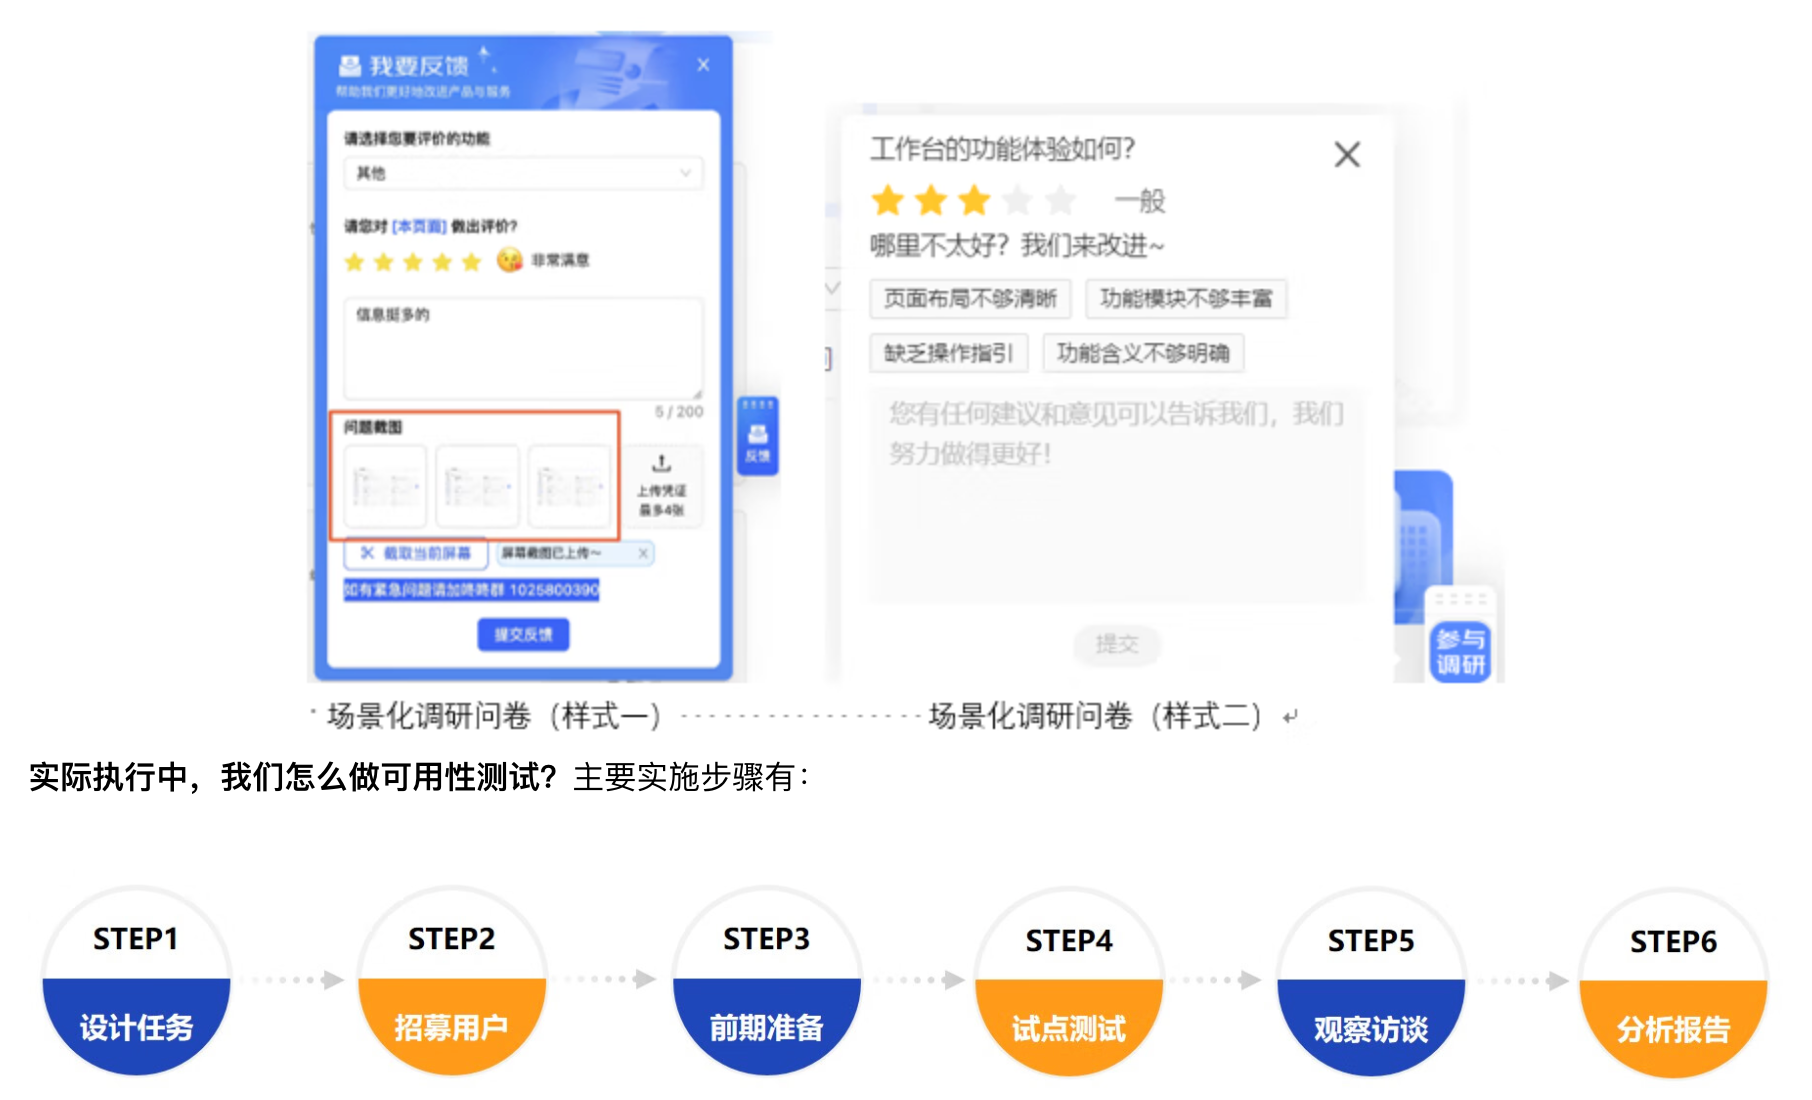 我要反馈
帮助我们更好地改进产品与服务
请选择您要评价的功能
其他
请您对 [本页面] 做出评价?
非常满意
信息挺多的
5 / 200
问题截图
上传凭证
最多4张
截取当前屏幕
屏幕截图已上传~
如有紧急问题请加咚咚群 1025800390
提交反馈
反馈
工作台的功能体验如何?
一般
哪里不太好? 我们来改进~
页面布局不够清晰
功能模块不够丰富
缺乏操作指引
功能含义不够明确
您有任何建议和意见可以告诉我们, 我们
努力做得更好!
提交
参与
调研
场景化调研问卷（样式一）
场景化调研问卷（样式二）
实际执行中，我们怎么做可用性测试? 主要实施步骤有：
STEP1
设计任务
STEP2
招募用户
STEP3
前期准备
STEP4
试点测试
STEP5
观察访谈
STEP6
分析报告